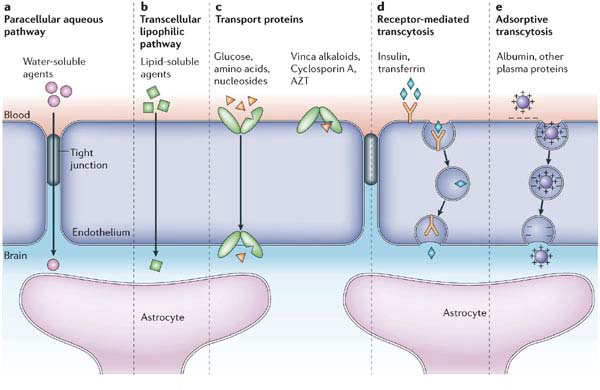 a
Paracellular aqueous
pathway
Water-soluble
agents
b
Transcellular
lipophilic
pathway
Lipid-soluble
agents
c
Transport proteins
Glucose,
amino acids,
nucleosides
Vinca alkaloids,
Cyclosporin A,
AZT
d
Receptor-mediated
transcytosis
Insulin,
transferrin
e
Adsorptive
transcytosis
Albumin, other
plasma proteins
Blood
Tight
junction
Endothelium
Brain
Astrocyte
Astrocyte